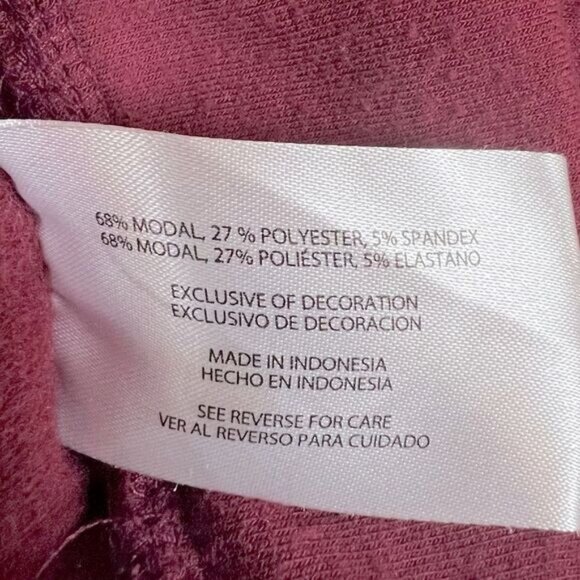 68% MODAL, 27 % POLYESTER, 5% SPANDEX
68% MODAL, 27% POLIÉSTER, 5% ELASTANO
EXCLUSIVE OF DECORATION
EXCLUSIVO DE DECORACION
MADE IN INDONESIA
HECHO EN INDONESIA
SEE REVERSE FOR CARE
VER AL REVERSO PARA CUIDADO